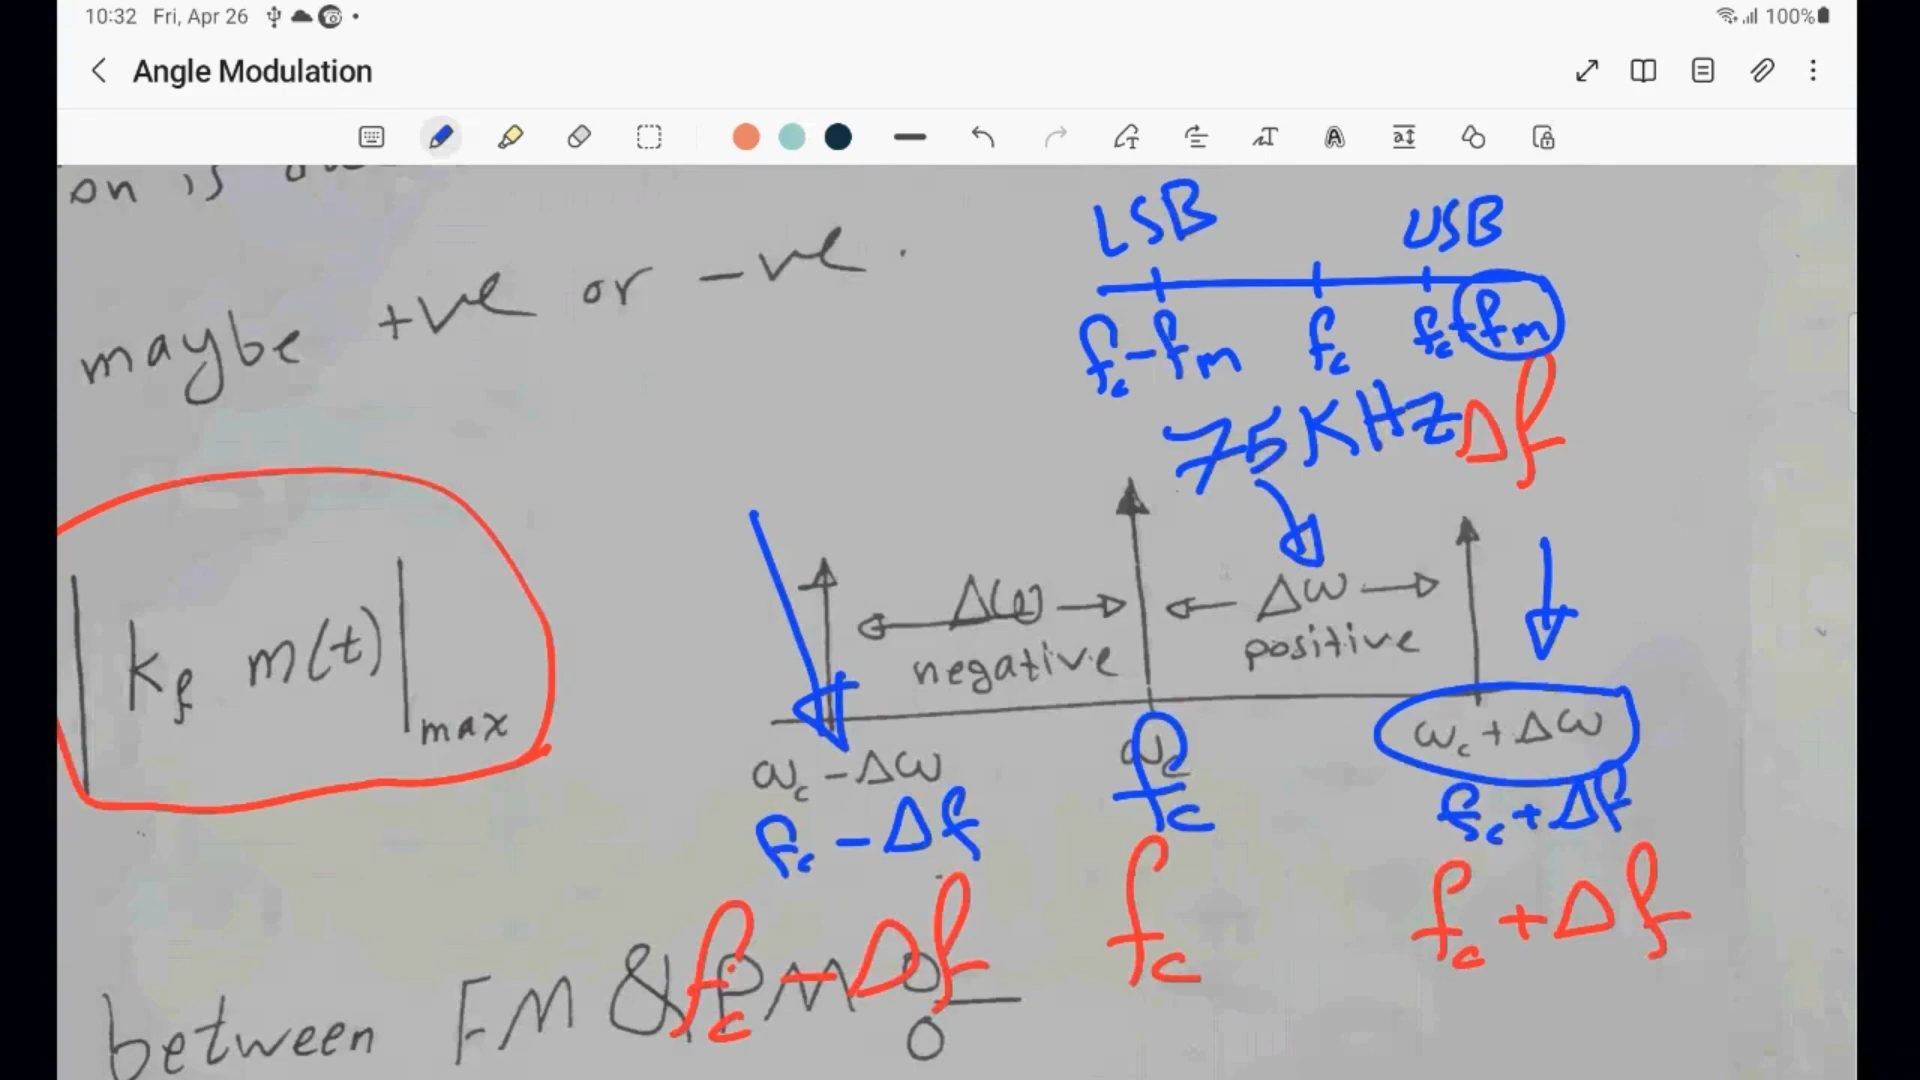 10:32 Fri, Apr 26
100%
Angle Modulation
on is
maybe +ve or -ve.
LSB USB
fc-fm fc fc+fm
75KHz Δf
Δω Δω
negative positive
| kf m(t) |max
ωc - Δω ωc ωc + Δω
fc - Δf fc fc + Δf
fc - Δf fc fc + Δf
between FM & PM :-